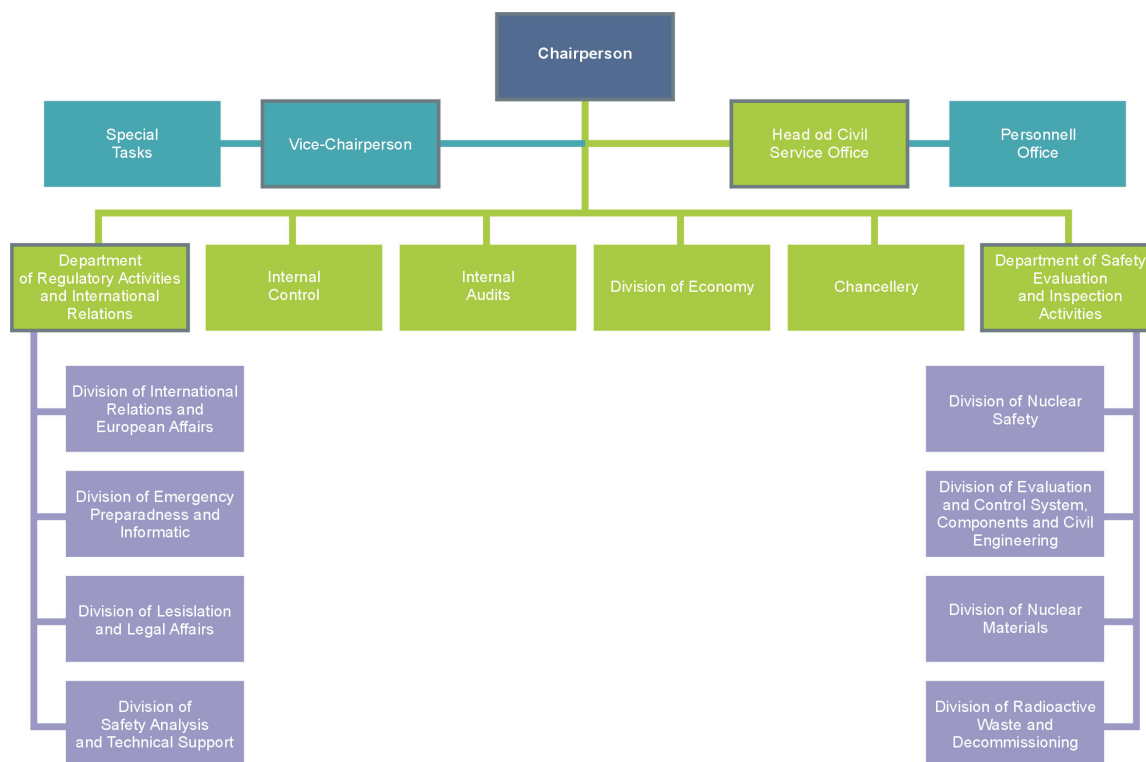 Chairperson
Special
Tasks
Vice-Chairperson
Head od Civil
Service Office
Personnell
Office
Department
of Regulatory Activities
and International
Relations
Internal
Control
Internal
Audits
Division of Economy
Chancellery
Department of Safety
Evaluation
and Inspection
Activities
Division of International
Relations and
European Affairs
Division of Emergency
Preparadness and
Informatic
Division of Lesislation
and Legal Affairs
Division of
Safety Analysis
and Technical Support
Division of Nuclear
Safety
Division of Evaluation
and Control System,
Components and Civil
Engineering
Division of Nuclear
Materials
Division of Radioactive
Waste and
Decommissioning